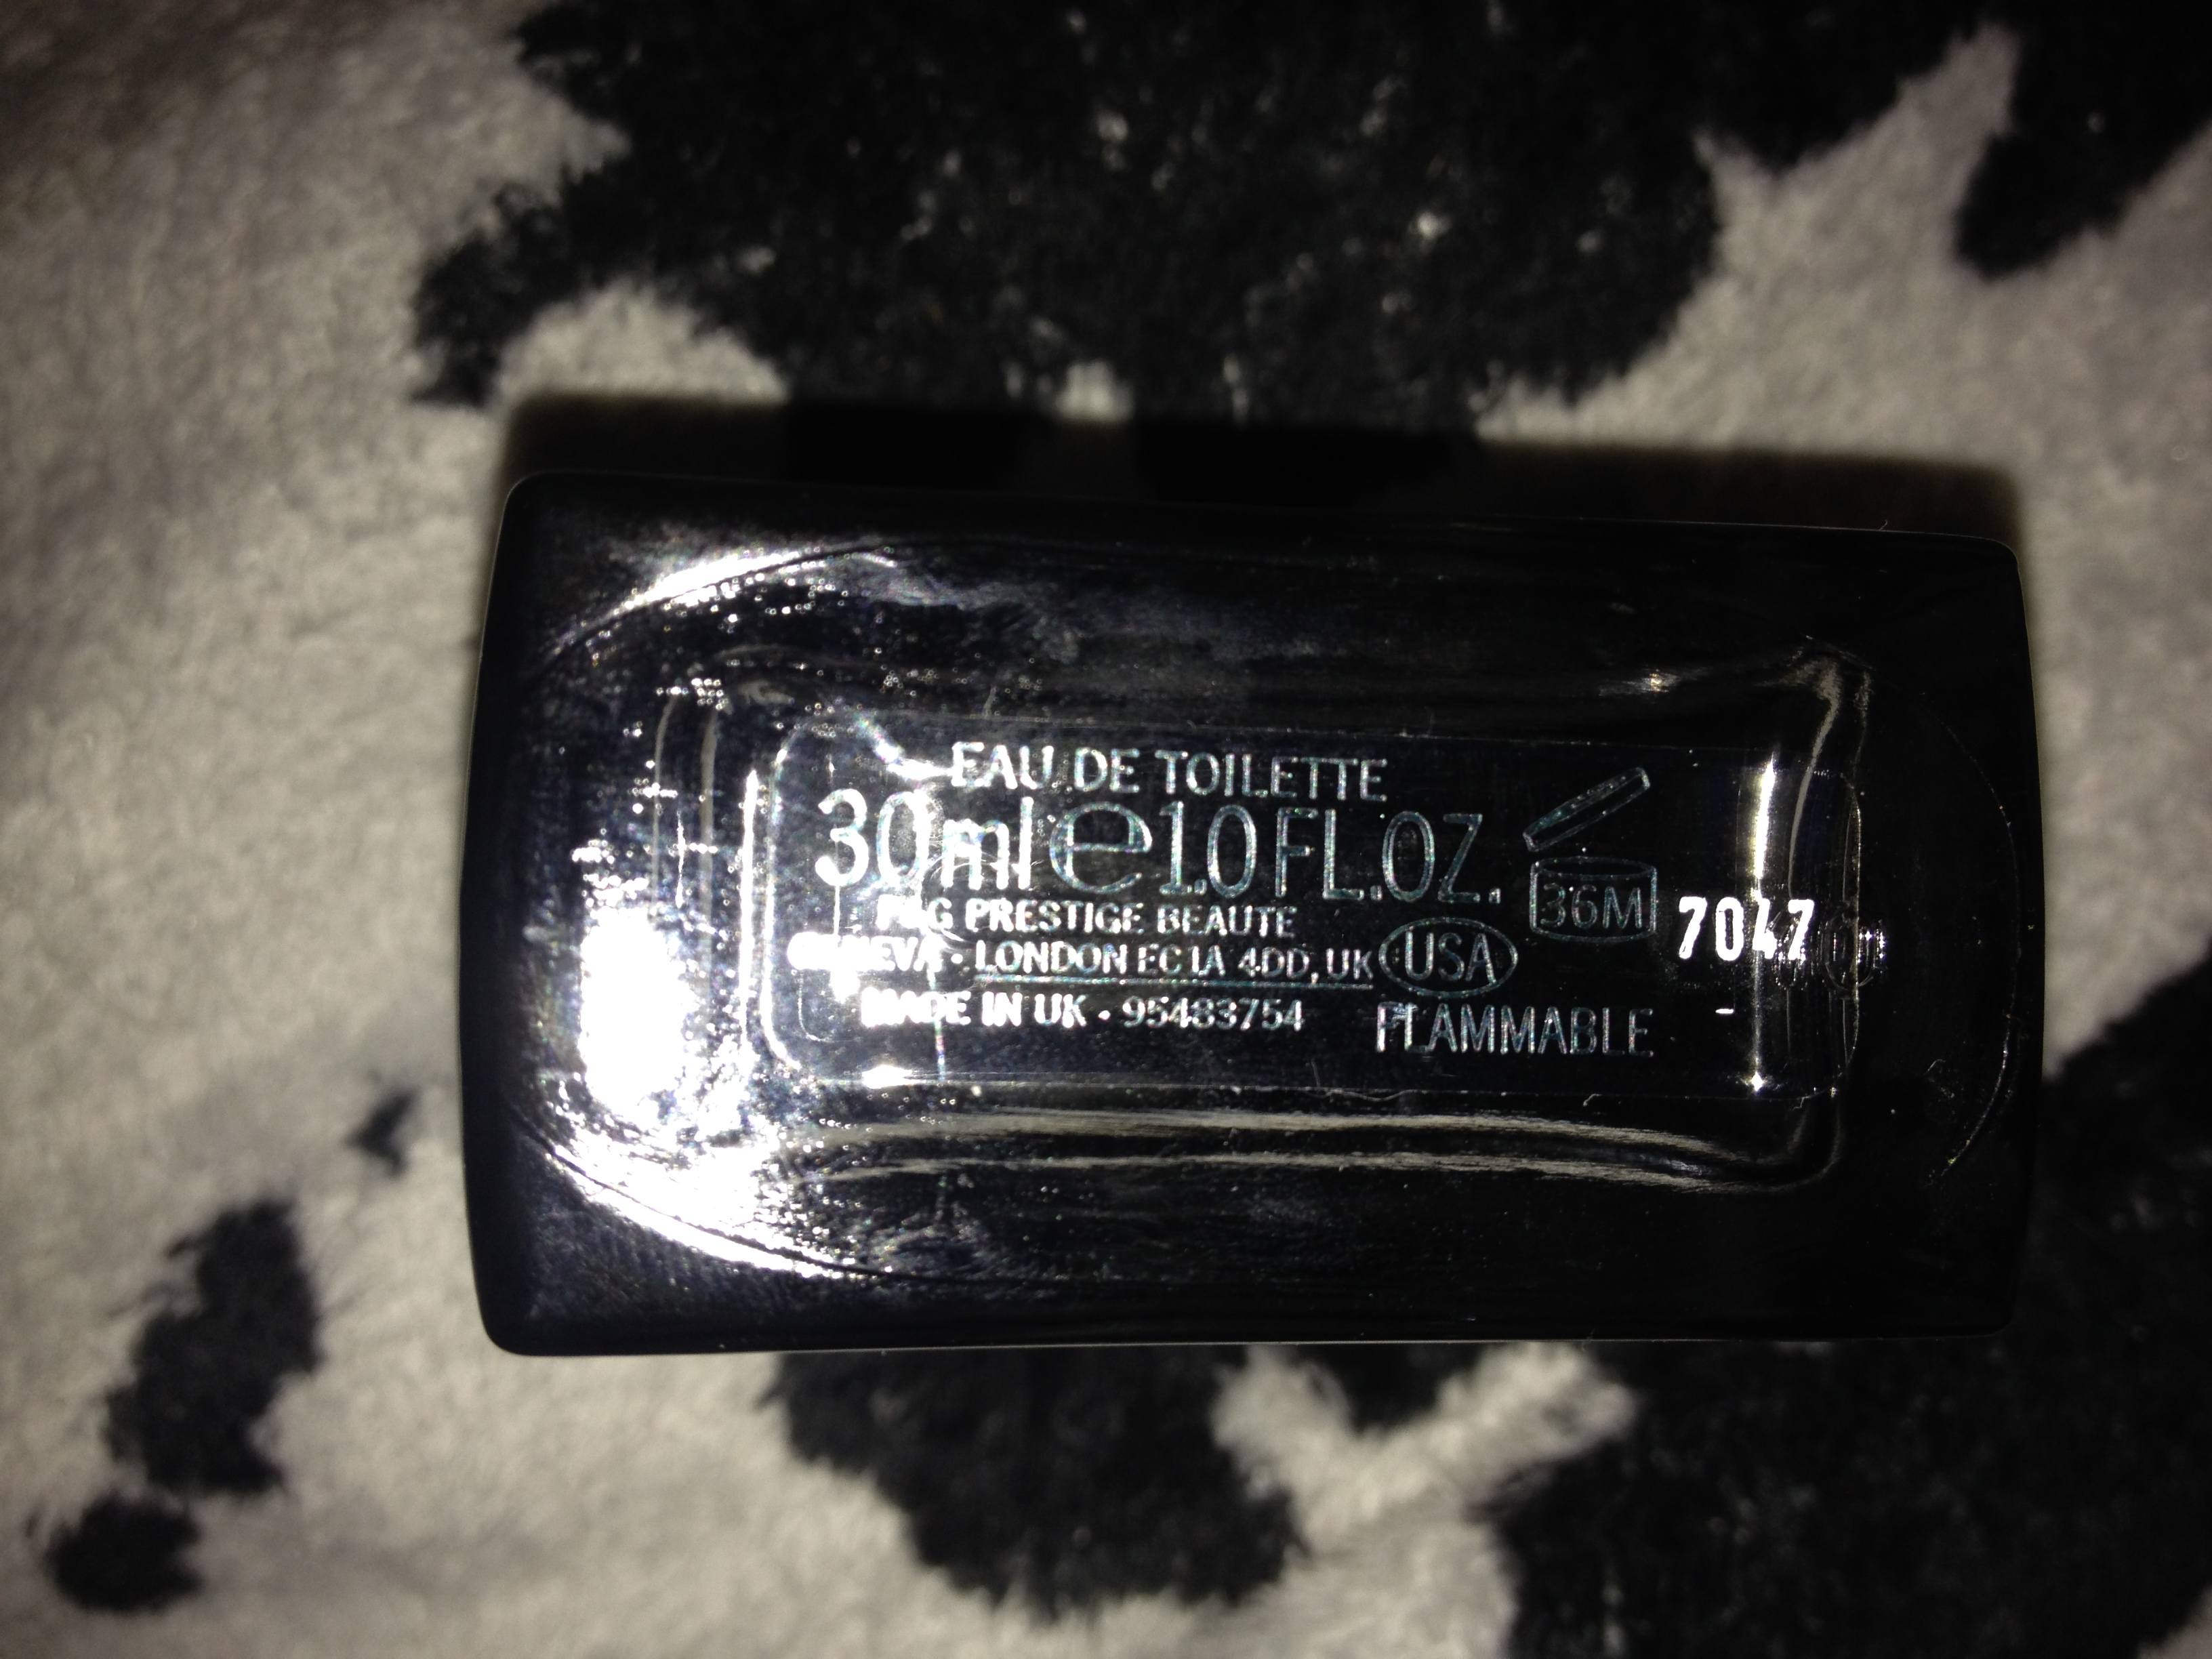 EAU DE TOILETTE
30ml e 1.0 FL.OZ.
36M
P&G PRESTIGE BEAUTE
7047
GENEVA · LONDON EC1A 4DD, UK USA
MADE IN UK · 95483754 FLAMMABLE